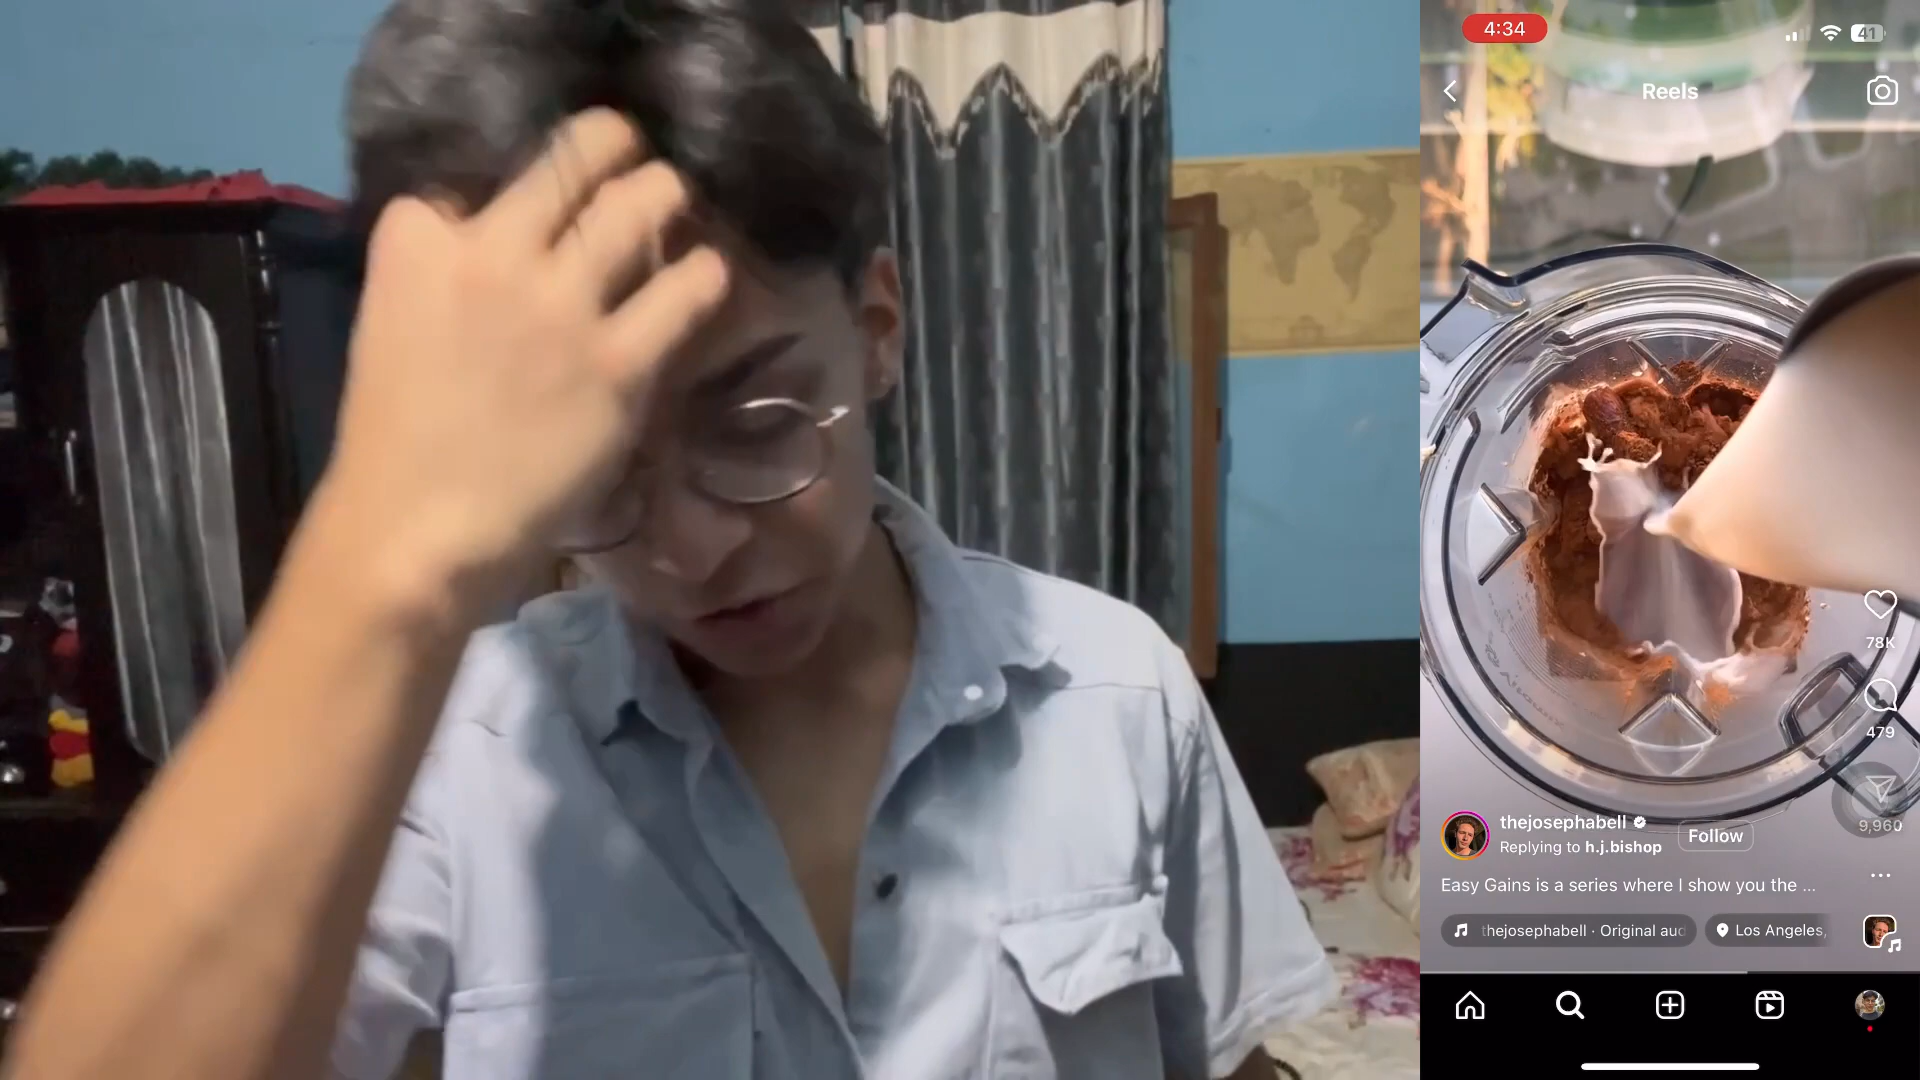 4:34
41
Reels
78K
479
9,960
thejosephabell
Replying to h.j.bishop
Follow
Easy Gains is a series where I show you the ...
thejosephabell · Original aud
Los Angeles,